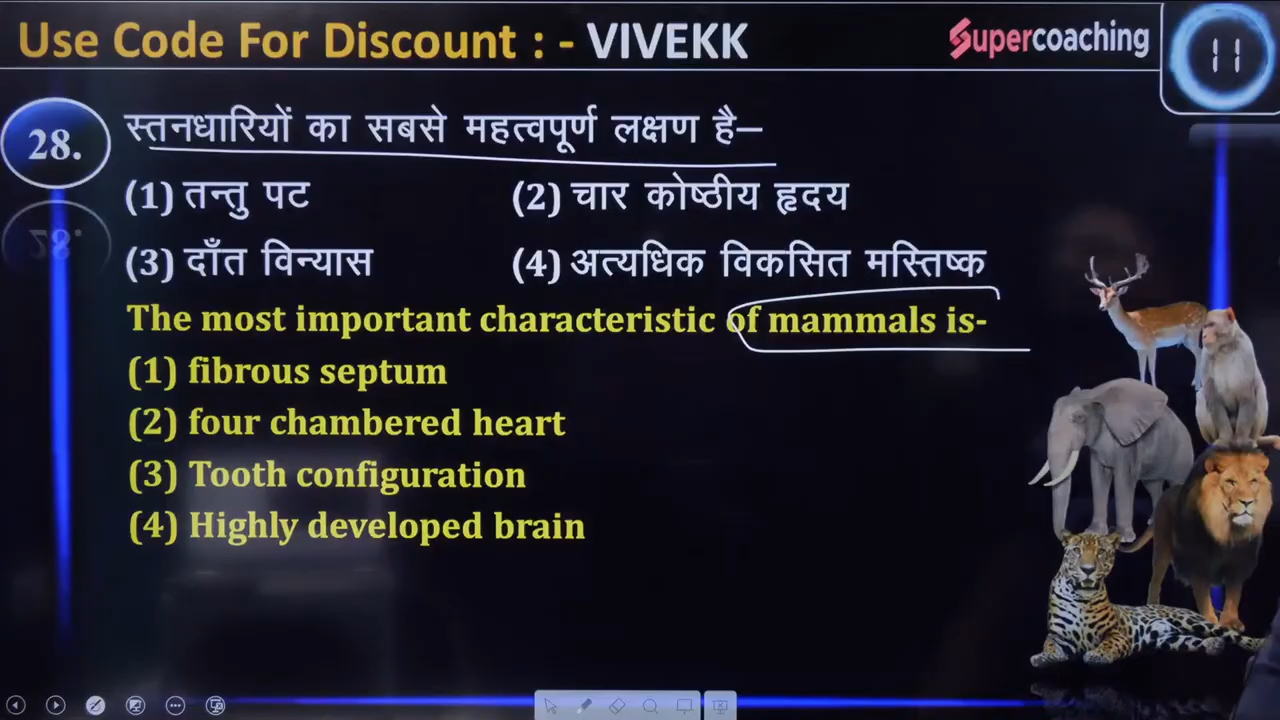 Use Code For Discount : - VIVEKK
Supercoaching
11
28.
स्तनधारियों का सबसे महत्वपूर्ण लक्षण है–
(1) तन्तु पट (2) चार कोष्ठीय हृदय
(3) दाँत विन्यास (4) अत्यधिक विकसित मस्तिष्क
The most important characteristic of mammals is-
(1) fibrous septum
(2) four chambered heart
(3) Tooth configuration
(4) Highly developed brain